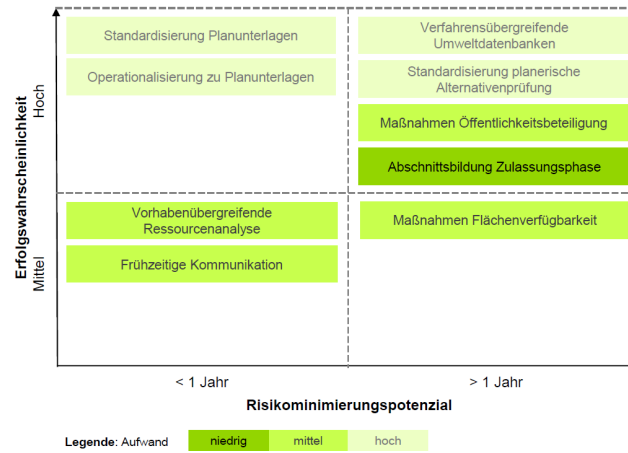 Erfolgswahrscheinlichkeit
Hoch
Mittel
Standardisierung Planunterlagen
Operationalisierung zu Planunterlagen
Verfahrensübergreifende
Umweltdatenbanken
Standardisierung planerische
Alternativenprüfung
Maßnahmen Öffentlichkeitsbeteiligung
Abschnittsbildung Zulassungsphase
Vorhabenübergreifende
Ressourcenanalyse
Frühzeitige Kommunikation
Maßnahmen Flächenverfügbarkeit
< 1 Jahr
> 1 Jahr
Risikominimierungspotenzial
Legende: Aufwand
niedrig
mittel
hoch